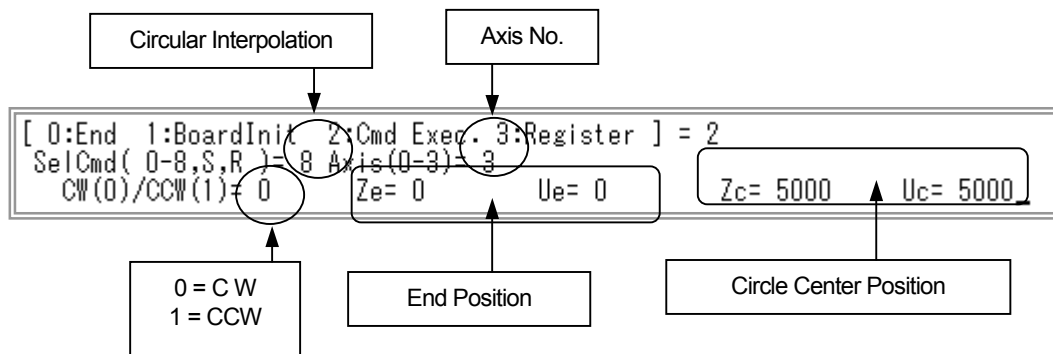 Circular Interpolation
Axis No.
[ 0:End 1:BoardInit 2:Cmd Exec. 3:Register ] = 2
SelCmd( 0-8,S,R )= 8 Axis(0-3)= 3
CW(0)/CCW(1)= 0 Ze= 0 Ue= 0 Zc= 5000 Uc= 5000_
0 = C W
1 = CCW
End Position
Circle Center Position